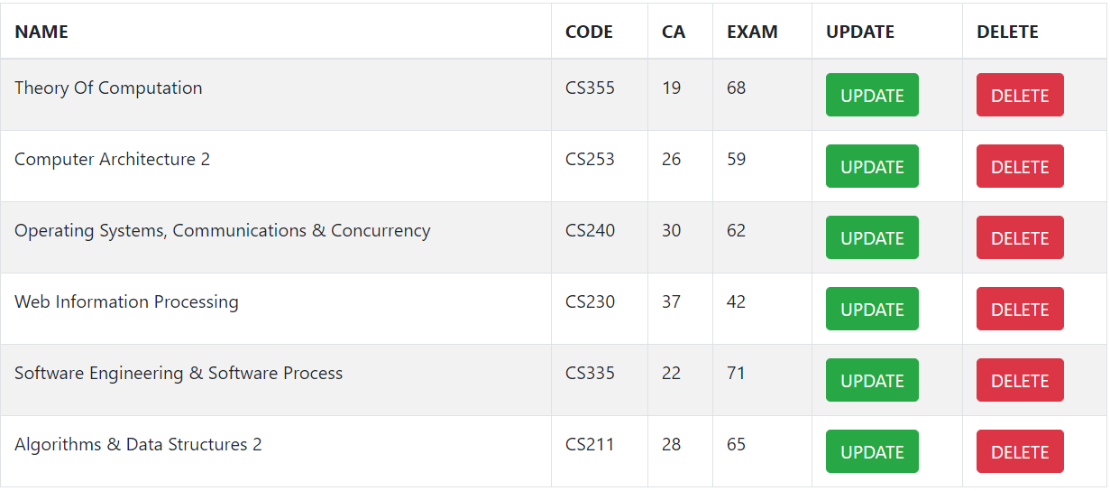 NAME CODE CA EXAM UPDATE DELETE
Theory Of Computation CS355 19 68 UPDATE DELETE
Computer Architecture 2 CS253 26 59 UPDATE DELETE
Operating Systems, Communications & Concurrency CS240 30 62 UPDATE DELETE
Web Information Processing CS230 37 42 UPDATE DELETE
Software Engineering & Software Process CS335 22 71 UPDATE DELETE
Algorithms & Data Structures 2 CS211 28 65 UPDATE DELETE